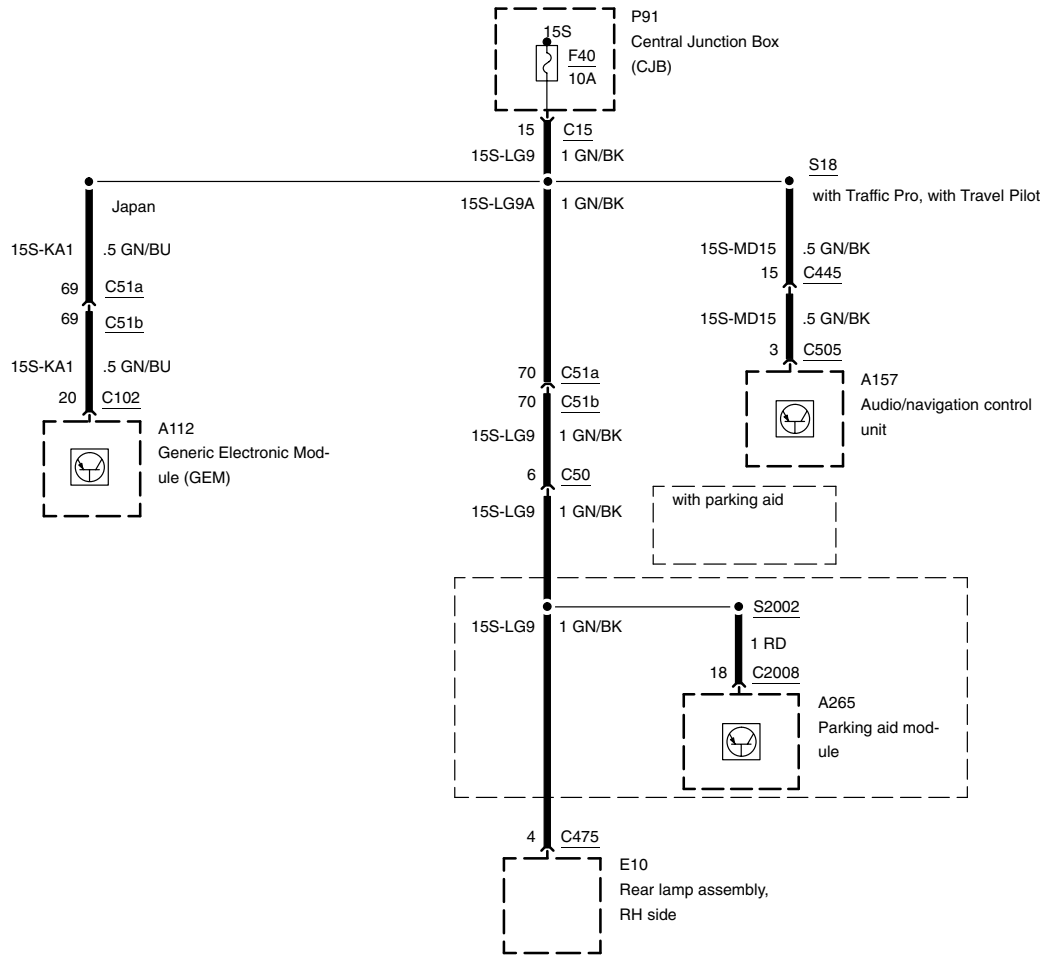 P91
15S
Central Junction Box
F40
(CJB)
10A
15 C15
15S-LG9 1 GN/BK
S18
with Traffic Pro, with Travel Pilot
Japan
15S-LG9A 1 GN/BK
15S-KA1 .5 GN/BU
15S-MD15 .5 GN/BK
15 C445
69 C51a
69 C51b
15S-MD15 .5 GN/BK
3 C505
15S-KA1 .5 GN/BU
70 C51a
A157
20 C102
70 C51b
Audio/navigation control
unit
A112
15S-LG9 1 GN/BK
Generic Electronic Mod-
ule (GEM)
6 C50
with parking aid
15S-LG9 1 GN/BK
S2002
15S-LG9 1 GN/BK
1 RD
18 C2008
A265
Parking aid mod-
ule
4 C475
E10
Rear lamp assembly,
RH side